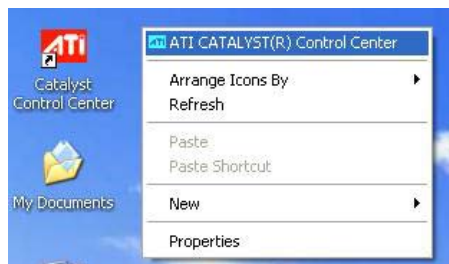 ATI
Catalyst
Control Center
My Documents
ATI ATI CATALYST(R) Control Center
Arrange Icons By
Refresh
Paste
Paste Shortcut
New
Properties